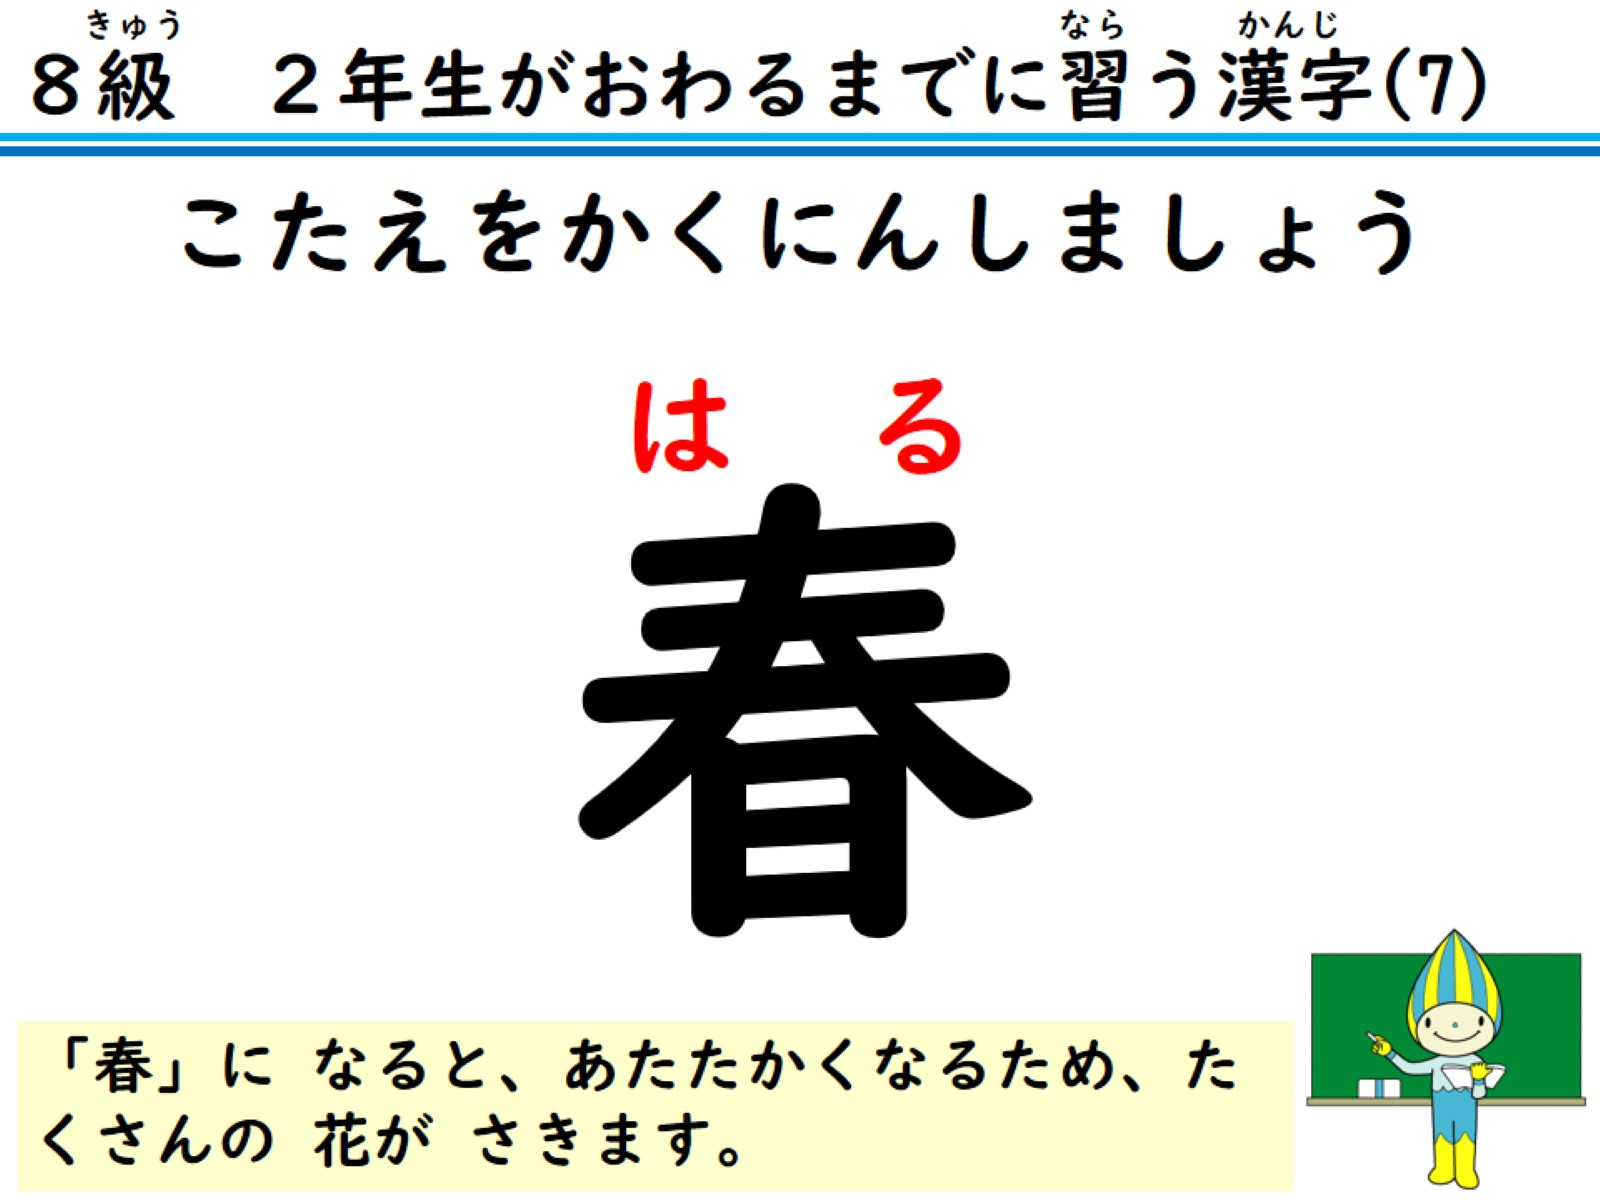 きゅう なら かんじ
８級　２年生がおわるまでに習う漢字(7)
こたえをかくにんしましょう
は る
春
「春」に なると、あたたかくなるため、た
くさんの 花が さきます。